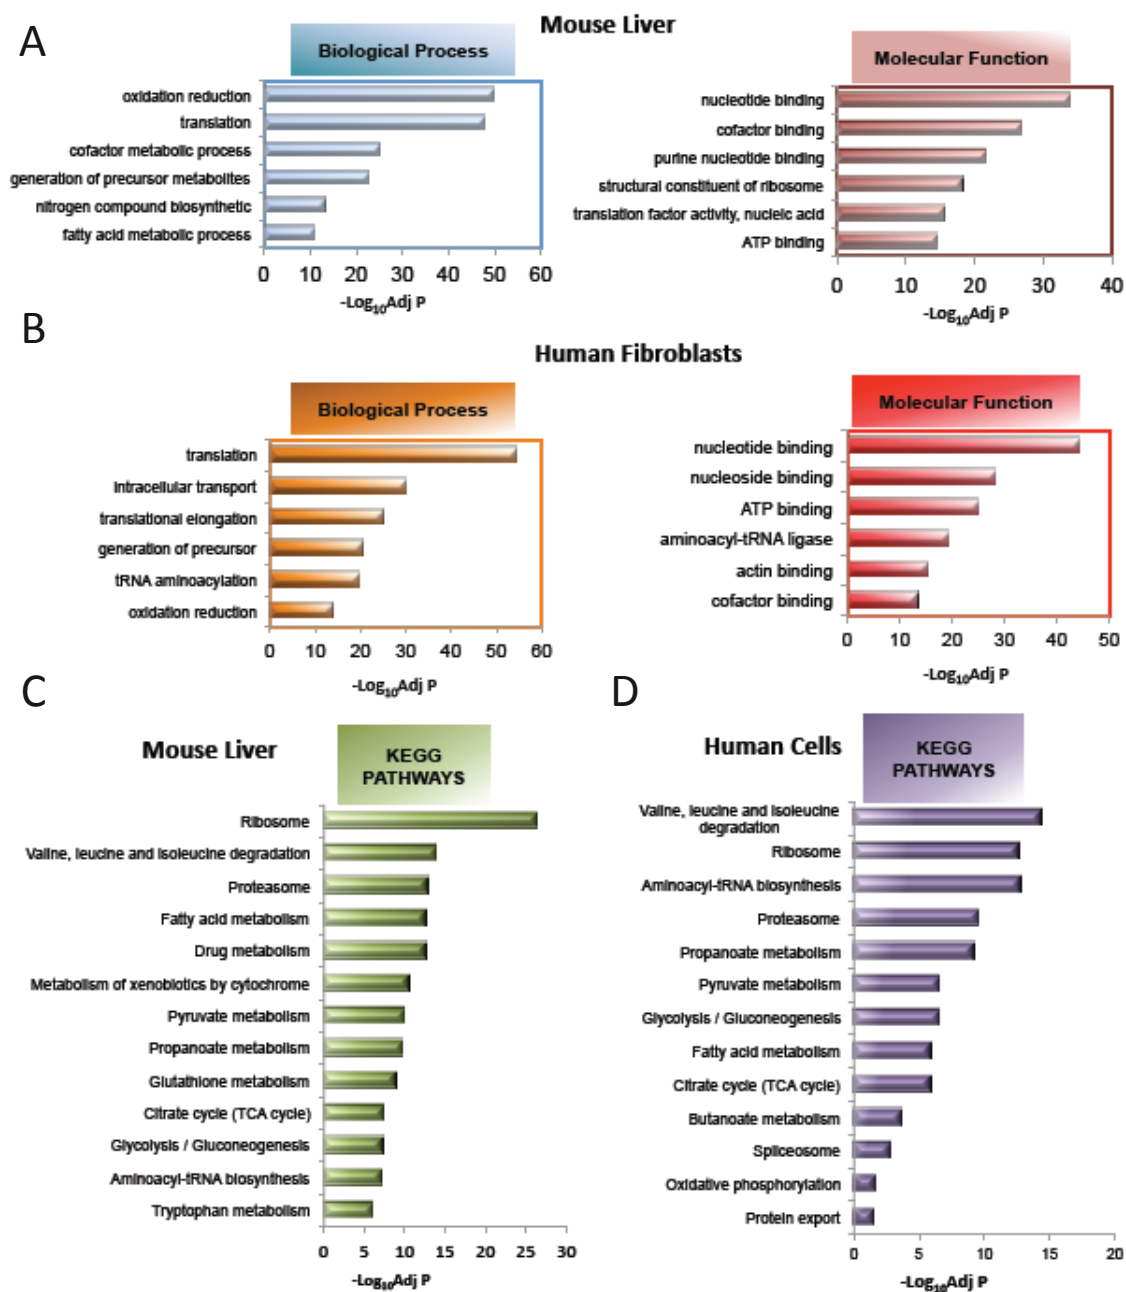 A
Mouse Liver
Biological Process
oxidation reduction
translation
cofactor metabolic process
generation of precursor metabolites
nitrogen compound biosynthetic
fatty acid metabolic process
0 10 20 30 40 50 60
-Log10Adj P
Molecular Function
nucleotide binding
cofactor binding
purine nucleotide binding
structural constituent of ribosome
translation factor activity, nucleic acid
ATP binding
0 10 20 30 40
-Log10Adj P
B
Human Fibroblasts
Biological Process
translation
intracellular transport
translational elongation
generation of precursor
tRNA aminoacylation
oxidation reduction
0 10 20 30 40 50 60
-Log10Adj P
Molecular Function
nucleotide binding
nucleoside binding
ATP binding
aminoacyl-tRNA ligase
actin binding
cofactor binding
0 10 20 30 40 50
-Log10Adj P
C
Mouse Liver
KEGG
PATHWAYS
Ribosome
Valine, leucine and isoleucine degradation
Proteasome
Fatty acid metabolism
Drug metabolism
Metabolism of xenobiotics by cytochrome
Pyruvate metabolism
Propanoate metabolism
Glutathione metabolism
Citrate cycle (TCA cycle)
Glycolysis / Gluconeogenesis
Aminoacyl-tRNA biosynthesis
Tryptophan metabolism
0 5 10 15 20 25 30
-Log10Adj P
D
Human Cells
KEGG
PATHWAYS
Valine, leucine and isoleucine
degradation
Ribosome
Aminoacyl-tRNA biosynthesis
Proteasome
Propanoate metabolism
Pyruvate metabolism
Glycolysis / Gluconeogenesis
Fatty acid metabolism
Citrate cycle (TCA cycle)
Butanoate metabolism
Spliceosome
Oxidative phosphorylation
Protein export
0 5 10 15 20
-Log10Adj P